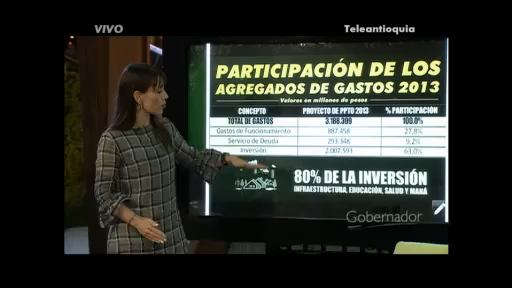 VIVO
Teleantioquia
PARTICIPACIÓN DE LOS
AGREGADOS DE GASTOS 2013
Valores en millones de pesos
CONCEPTO PROYECTO DE PPTO 2013 % PARTICIPACIÓN
TOTAL DE GASTOS 3.188.399 100.0%
Gastos de Funcionamiento 887.458 27,8%
Servicio de Deuda 293.348 9,2%
Inversión 2.007.593 63,0%
80% DE LA INVERSIÓN
INFRAESTRUCTURA, EDUCACIÓN, SALUD Y MANÁ
Gobernador